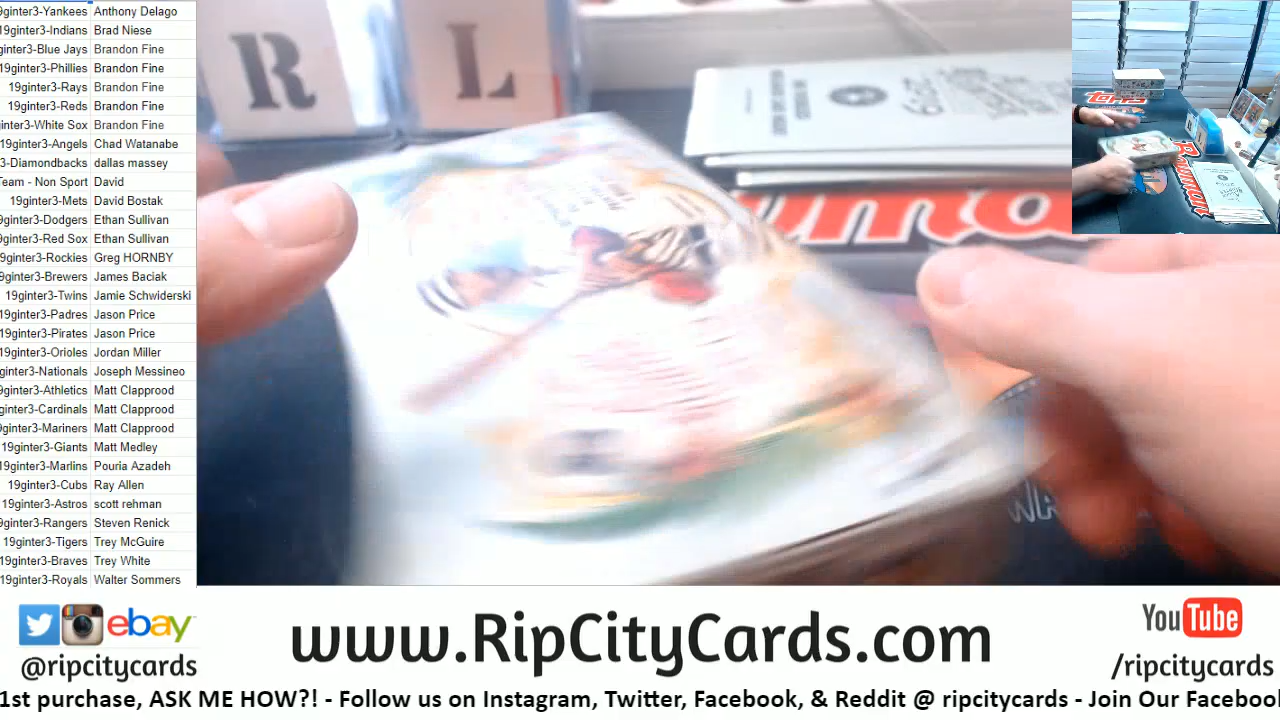 9ginter3-Yankees Anthony Delago
19ginter3-Indians Brad Niese
ginter3-Blue Jays Brandon Fine
19ginter3-Phillies Brandon Fine
19ginter3-Rays Brandon Fine
19ginter3-Reds Brandon Fine
ginter3-White Sox Brandon Fine
19ginter3-Angels Chad Watanabe
3-Diamondbacks dallas massey
Team - Non Sport David
19ginter3-Mets David Bostak
9ginter3-Dodgers Ethan Sullivan
9ginter3-Red Sox Ethan Sullivan
9ginter3-Rockies Greg HORNBY
9ginter3-Brewers James Baciak
19ginter3-Twins Jamie Schwiderski
19ginter3-Padres Jason Price
19ginter3-Pirates Jason Price
19ginter3-Orioles Jordan Miller
ginter3-Nationals Joseph Messineo
9ginter3-Athletics Matt Clapprood
ginter3-Cardinals Matt Clapprood
9ginter3-Mariners Matt Clapprood
19ginter3-Giants Matt Medley
9ginter3-Marlins Pouria Azadeh
19ginter3-Cubs Ray Allen
19ginter3-Astros scott rehman
9ginter3-Rangers Steven Renick
19ginter3-Tigers Trey McGuire
19ginter3-Braves Trey White
19ginter3-Royals Walter Sommers
R L
topps
ebay
@ripcitycards
www.RipCityCards.com
YouTube
/ripcitycards
1st purchase, ASK ME HOW?! - Follow us on Instagram, Twitter, Facebook, & Reddit @ ripcitycards - Join Our Facebook